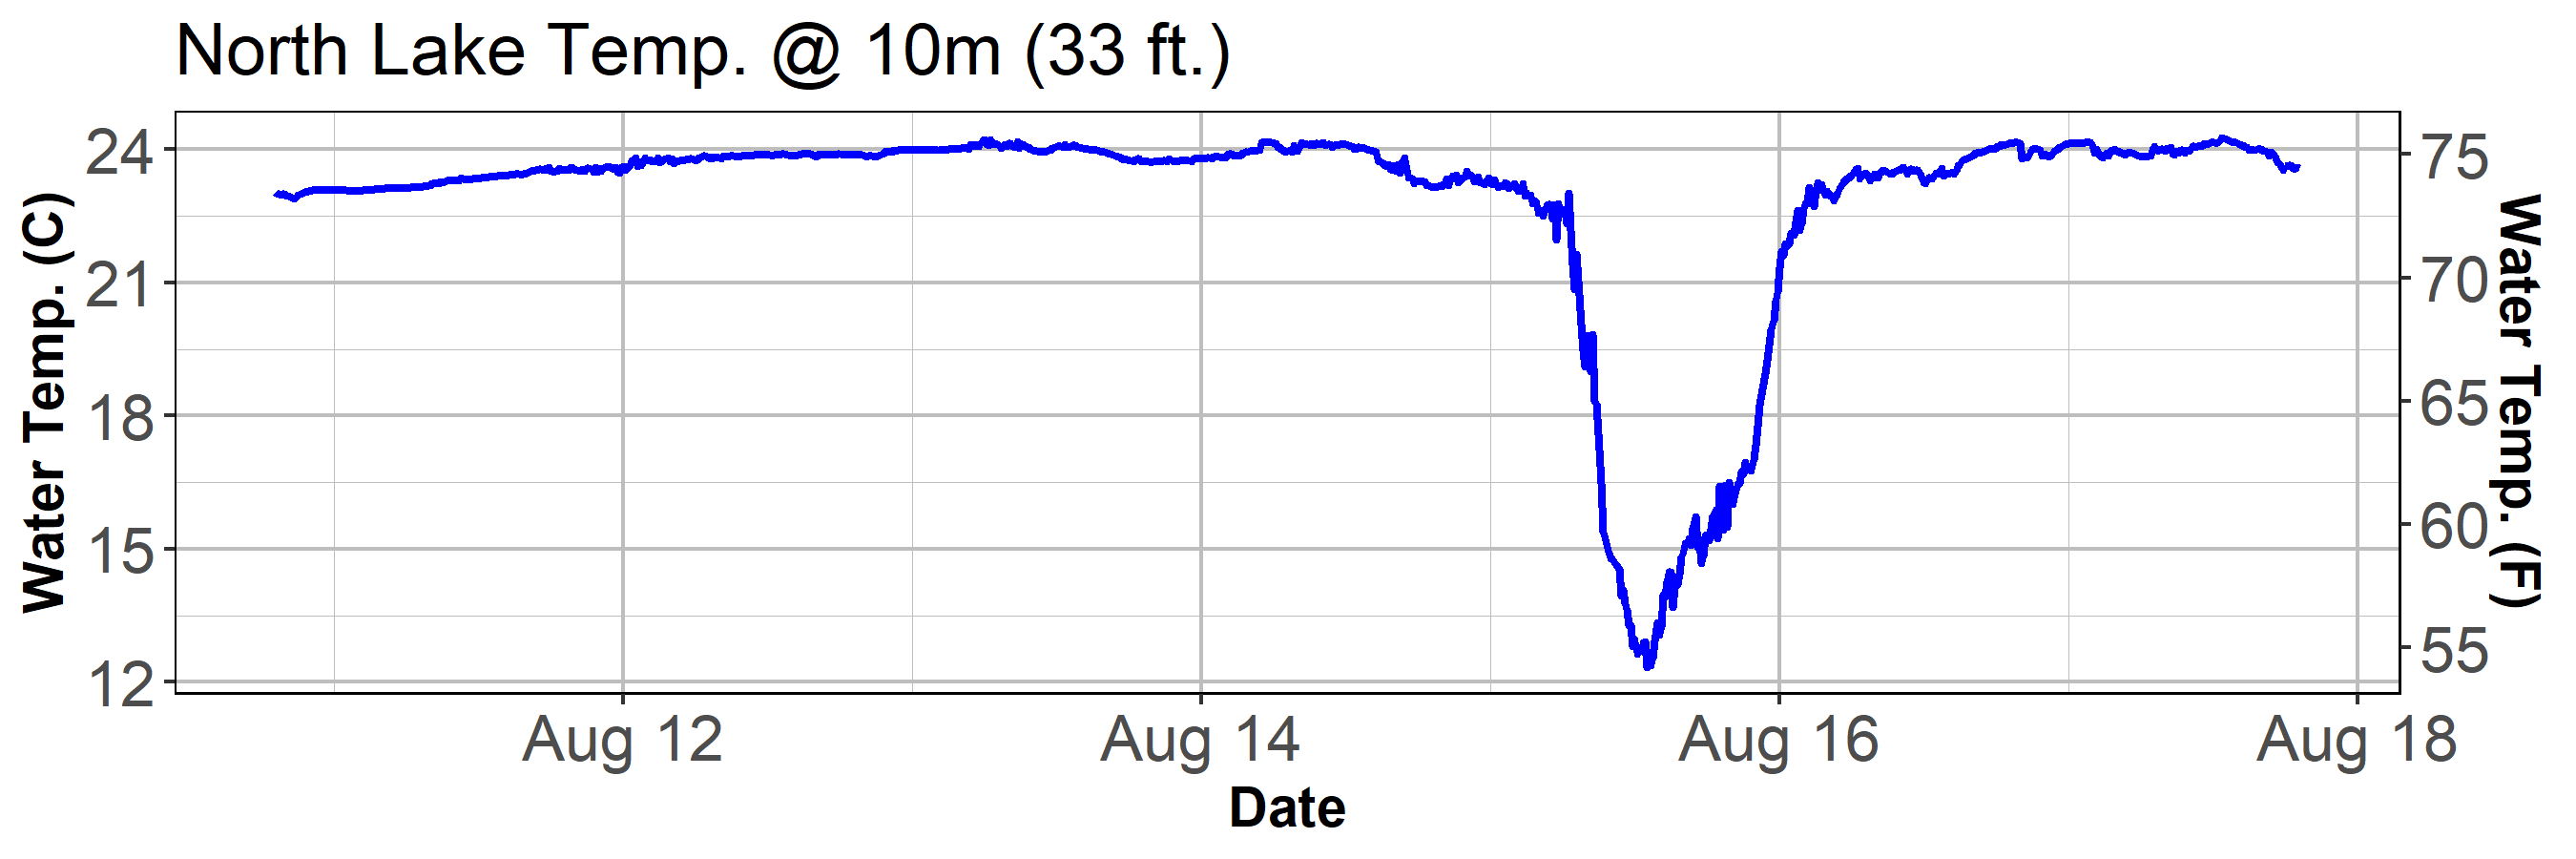 North Lake Temp. @ 10m (33 ft.)
Water Temp. (C)
24
21
18
15
12
75
70
65
60
55
Water Temp. (F)
Aug 12
Aug 14
Aug 16
Aug 18
Date